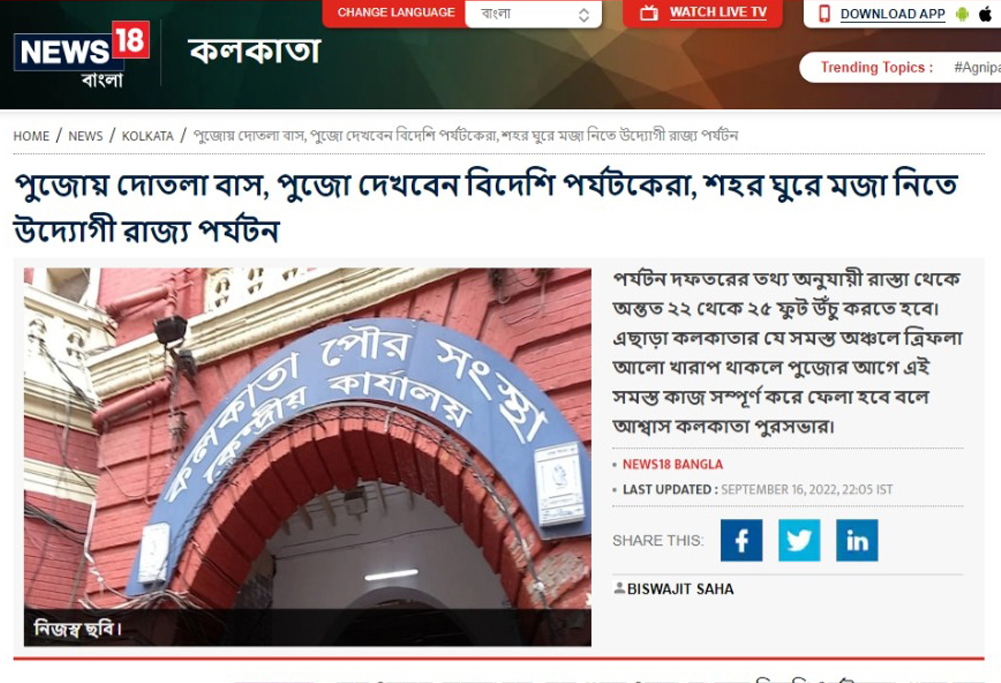 CHANGE LANGUAGE
বাংলা
WATCH LIVE TV
DOWNLOAD APP
NEWS 18
বাংলা
কলকাতা
Trending Topics :
HOME / NEWS / KOLKATA / পুজোয় দোতলা বাস, পুজো দেখবেন বিদেশি পর্যটকেরা, শহর ঘুরে মজা নিতে উদ্যোগী রাজ্য পর্যটন
পুজোয় দোতলা বাস, পুজো দেখবেন বিদেশি পর্যটকেরা, শহর ঘুরে মজা নিতে
উদ্যোগী রাজ্য পর্যটন
কলকাতা পৌর সংস্থা
কেন্দ্রীয় কার্যালয়
নিজস্ব ছবি।
পর্যটন দফতরের তথ্য অনুযায়ী রাস্তা থেকে
অন্তত ২২ থেকে ২৫ ফুট উঁচু করতে হবে।
এছাড়া কলকাতার যে সমস্ত অঞ্চলে ত্রিফলা
আলো খারাপ থাকলে পুজোর আগে এই
সমস্ত কাজ সম্পূর্ণ করে ফেলা হবে বলে
আশ্বাস কলকাতা পুরসভার।
NEWS18 BANGLA
LAST UPDATED : SEPTEMBER 16, 2022, 22:05 IST
SHARE THIS:
BISWAJIT SAHA